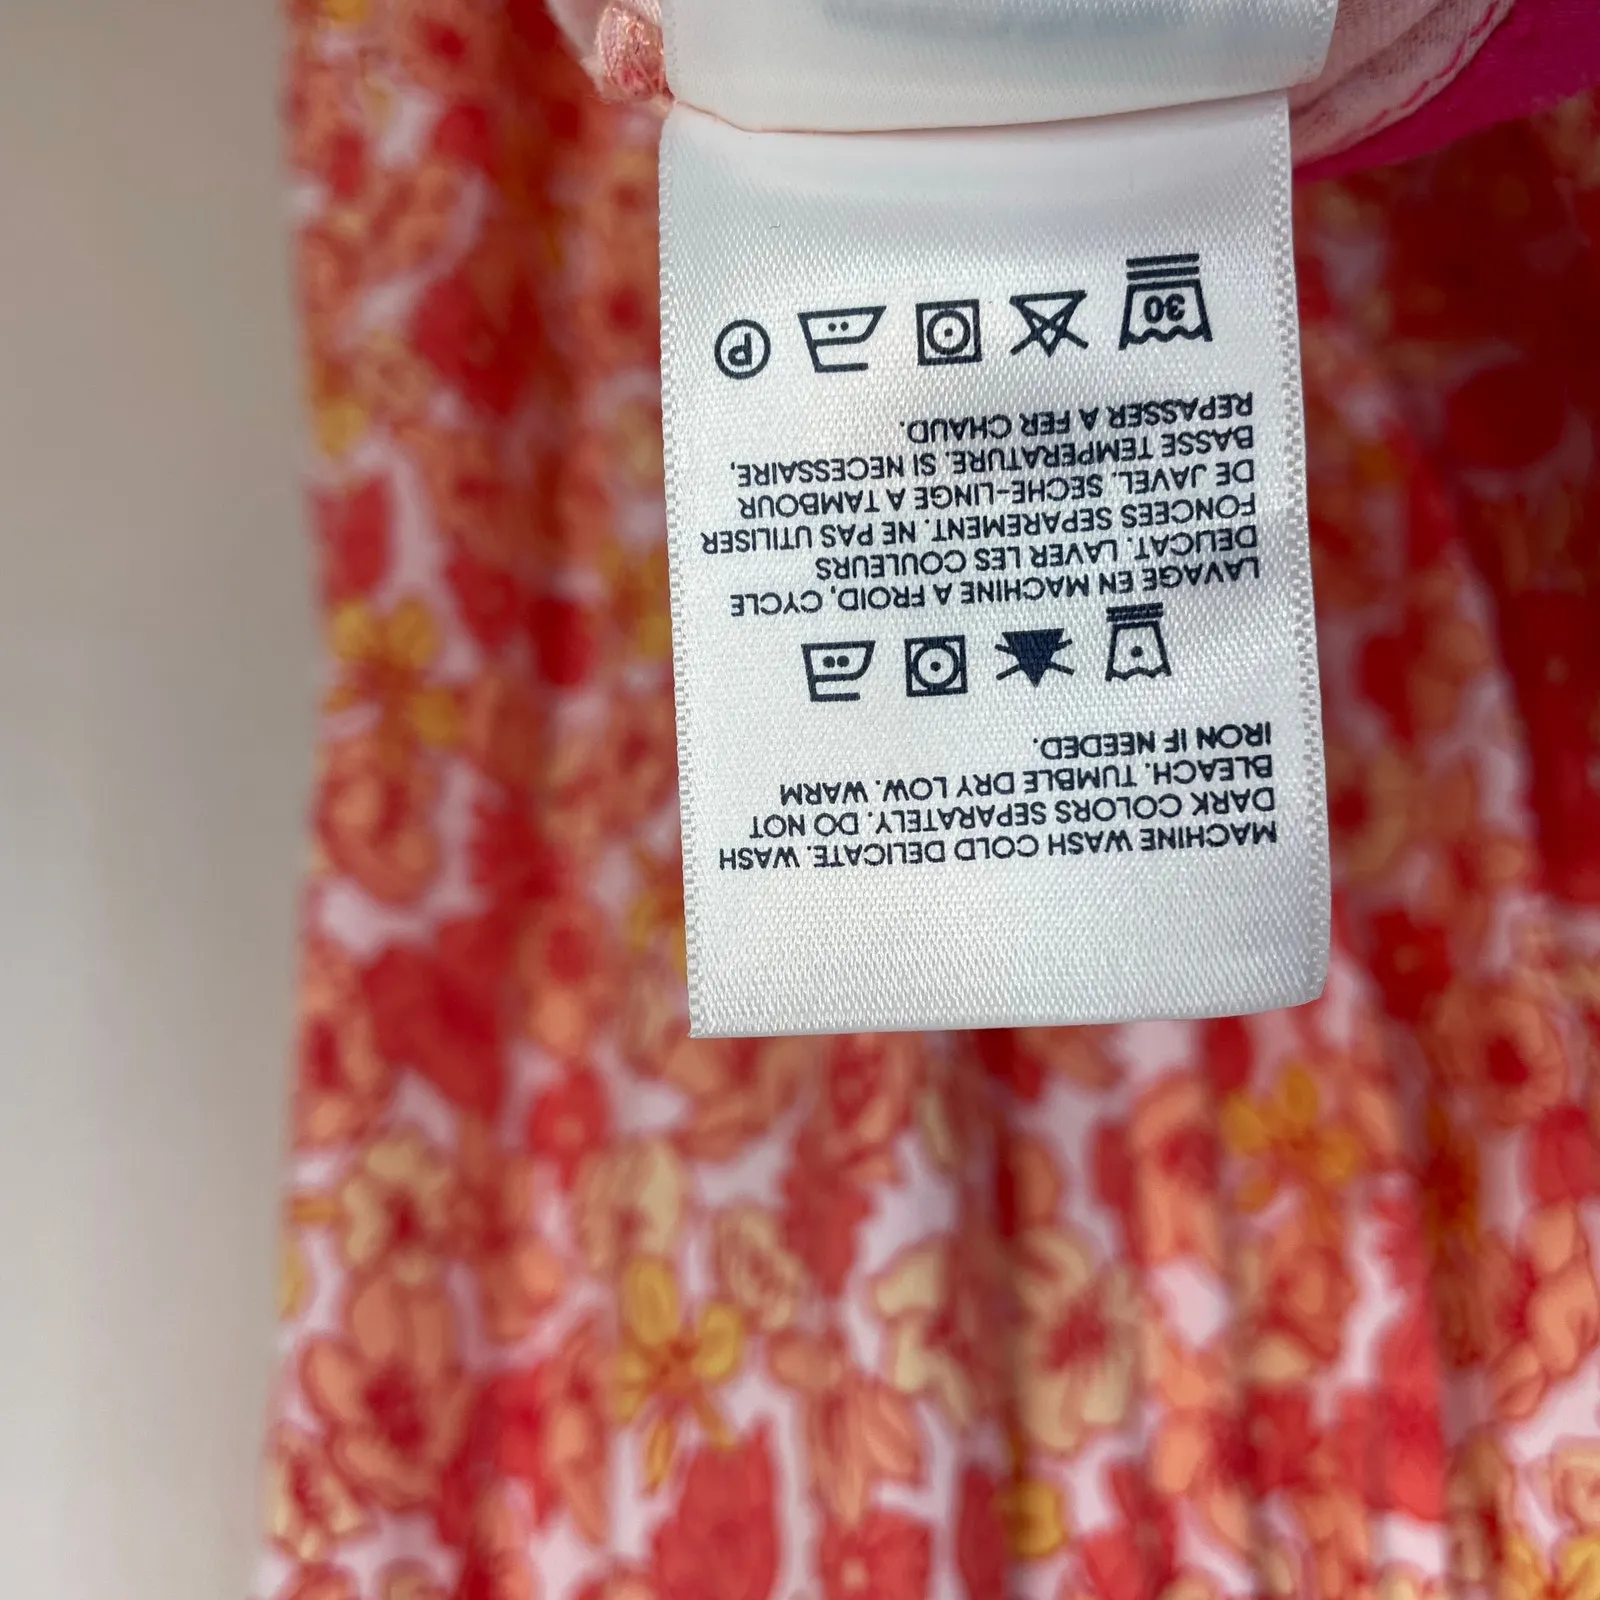 MACHINE WASH COLD DELICATE. WASH
DARK COLORS SEPARATELY. DO NOT
BLEACH. TUMBLE DRY LOW. WARM
IRON IF NEEDED.
LAVAGE EN MACHINE A FROID, CYCLE
DELICAT. LAVER LES COULEURS
FONCEES SEPAREMENT. NE PAS UTILISER
DE JAVEL. SECHE-LINGE A TAMBOUR
BASSE TEMPERATURE. SI NECESSAIRE,
REPASSER A FER CHAUD.
30 P